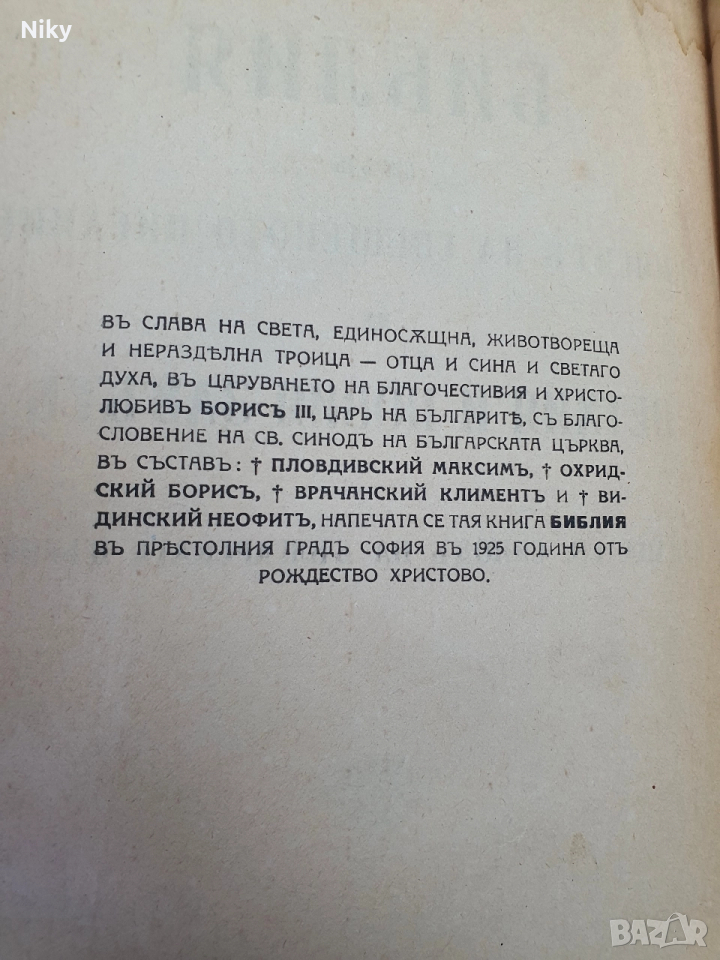 Niky
ВЪ СЛАВА НА СВЕТА, ЕДИНОСѪЩНА, ЖИВОТВОРЕЩА
И НЕРАЗДѢЛНА ТРОИЦА — ОТЦА И СИНА И СВЕТАГО
ДУХА, ВЪ ЦАРУВАНЕТО НА БЛАГОЧЕСТИВИЯ И ХРИСТО-
ЛЮБИВЪ БОРИСЪ III, ЦАРЬ НА БЪЛГАРИТѢ, СЪ БЛАГО-
СЛОВЕНИЕ НА СВ. СИНОДЪ НА БЪЛГАРСКАТА ЦЪРКВА,
ВЪ СЪСТАВЪ: † ПЛОВДИВСКИЙ МАКСИМЪ, † ОХРИД-
СКИЙ БОРИСЪ, † ВРАЧАНСКИЙ КЛИМЕНТЪ И † ВИ-
ДИНСКИЙ НЕОФИТЪ, НАПЕЧАТА СЕ ТАЯ КНИГА БИБЛИЯ
ВЪ ПРѢСТОЛНИЯ ГРАДЪ СОФИЯ ВЪ 1925 ГОДИНА ОТЪ
РОЖДЕСТВО ХРИСТОВО.
BAZAR